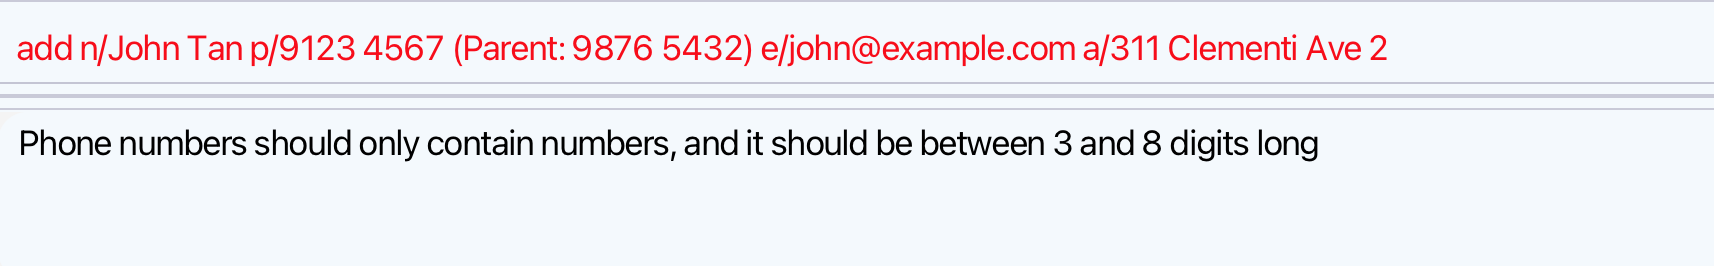 add n/John Tan p/9123 4567 (Parent: 9876 5432) e/john@example.com a/311 Clementi Ave 2
Phone numbers should only contain numbers, and it should be between 3 and 8 digits long